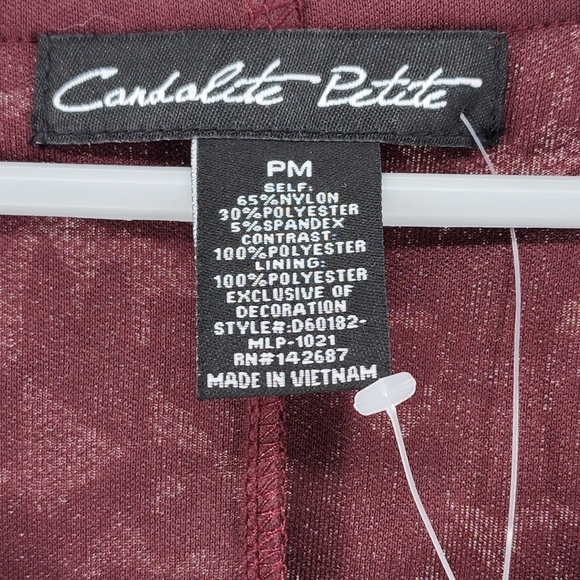 Candalite Petite
PM
SELF:
65%NYLON
30%POLYESTER
5%SPANDEX
CONTRAST:
100%POLYESTER
LINING:
100%POLYESTER
EXCLUSIVE OF
DECORATION
STYLE#:D60182-
MLP-1021
RN#142687
MADE IN VIETNAM